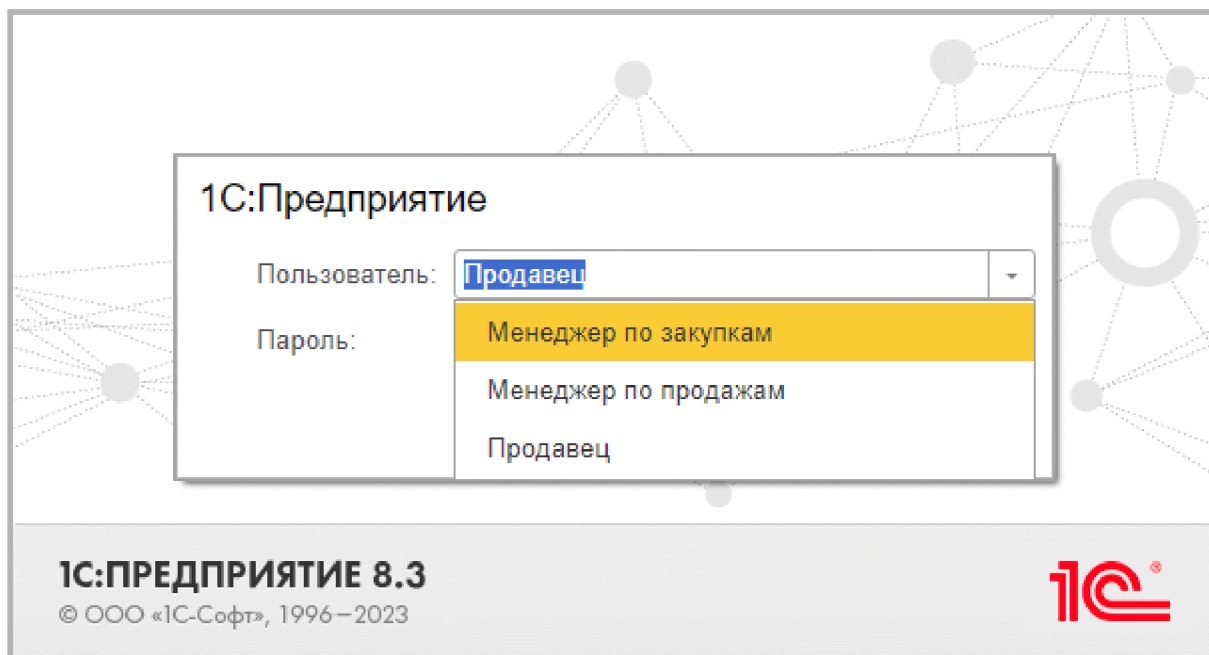 1С:Предприятие
Пользователь: Продавец
Менеджер по закупкам
Пароль:
Менеджер по продажам
Продавец
1С:ПРЕДПРИЯТИЕ 8.3
© ООО «1С-Софт», 1996–2023
1С®